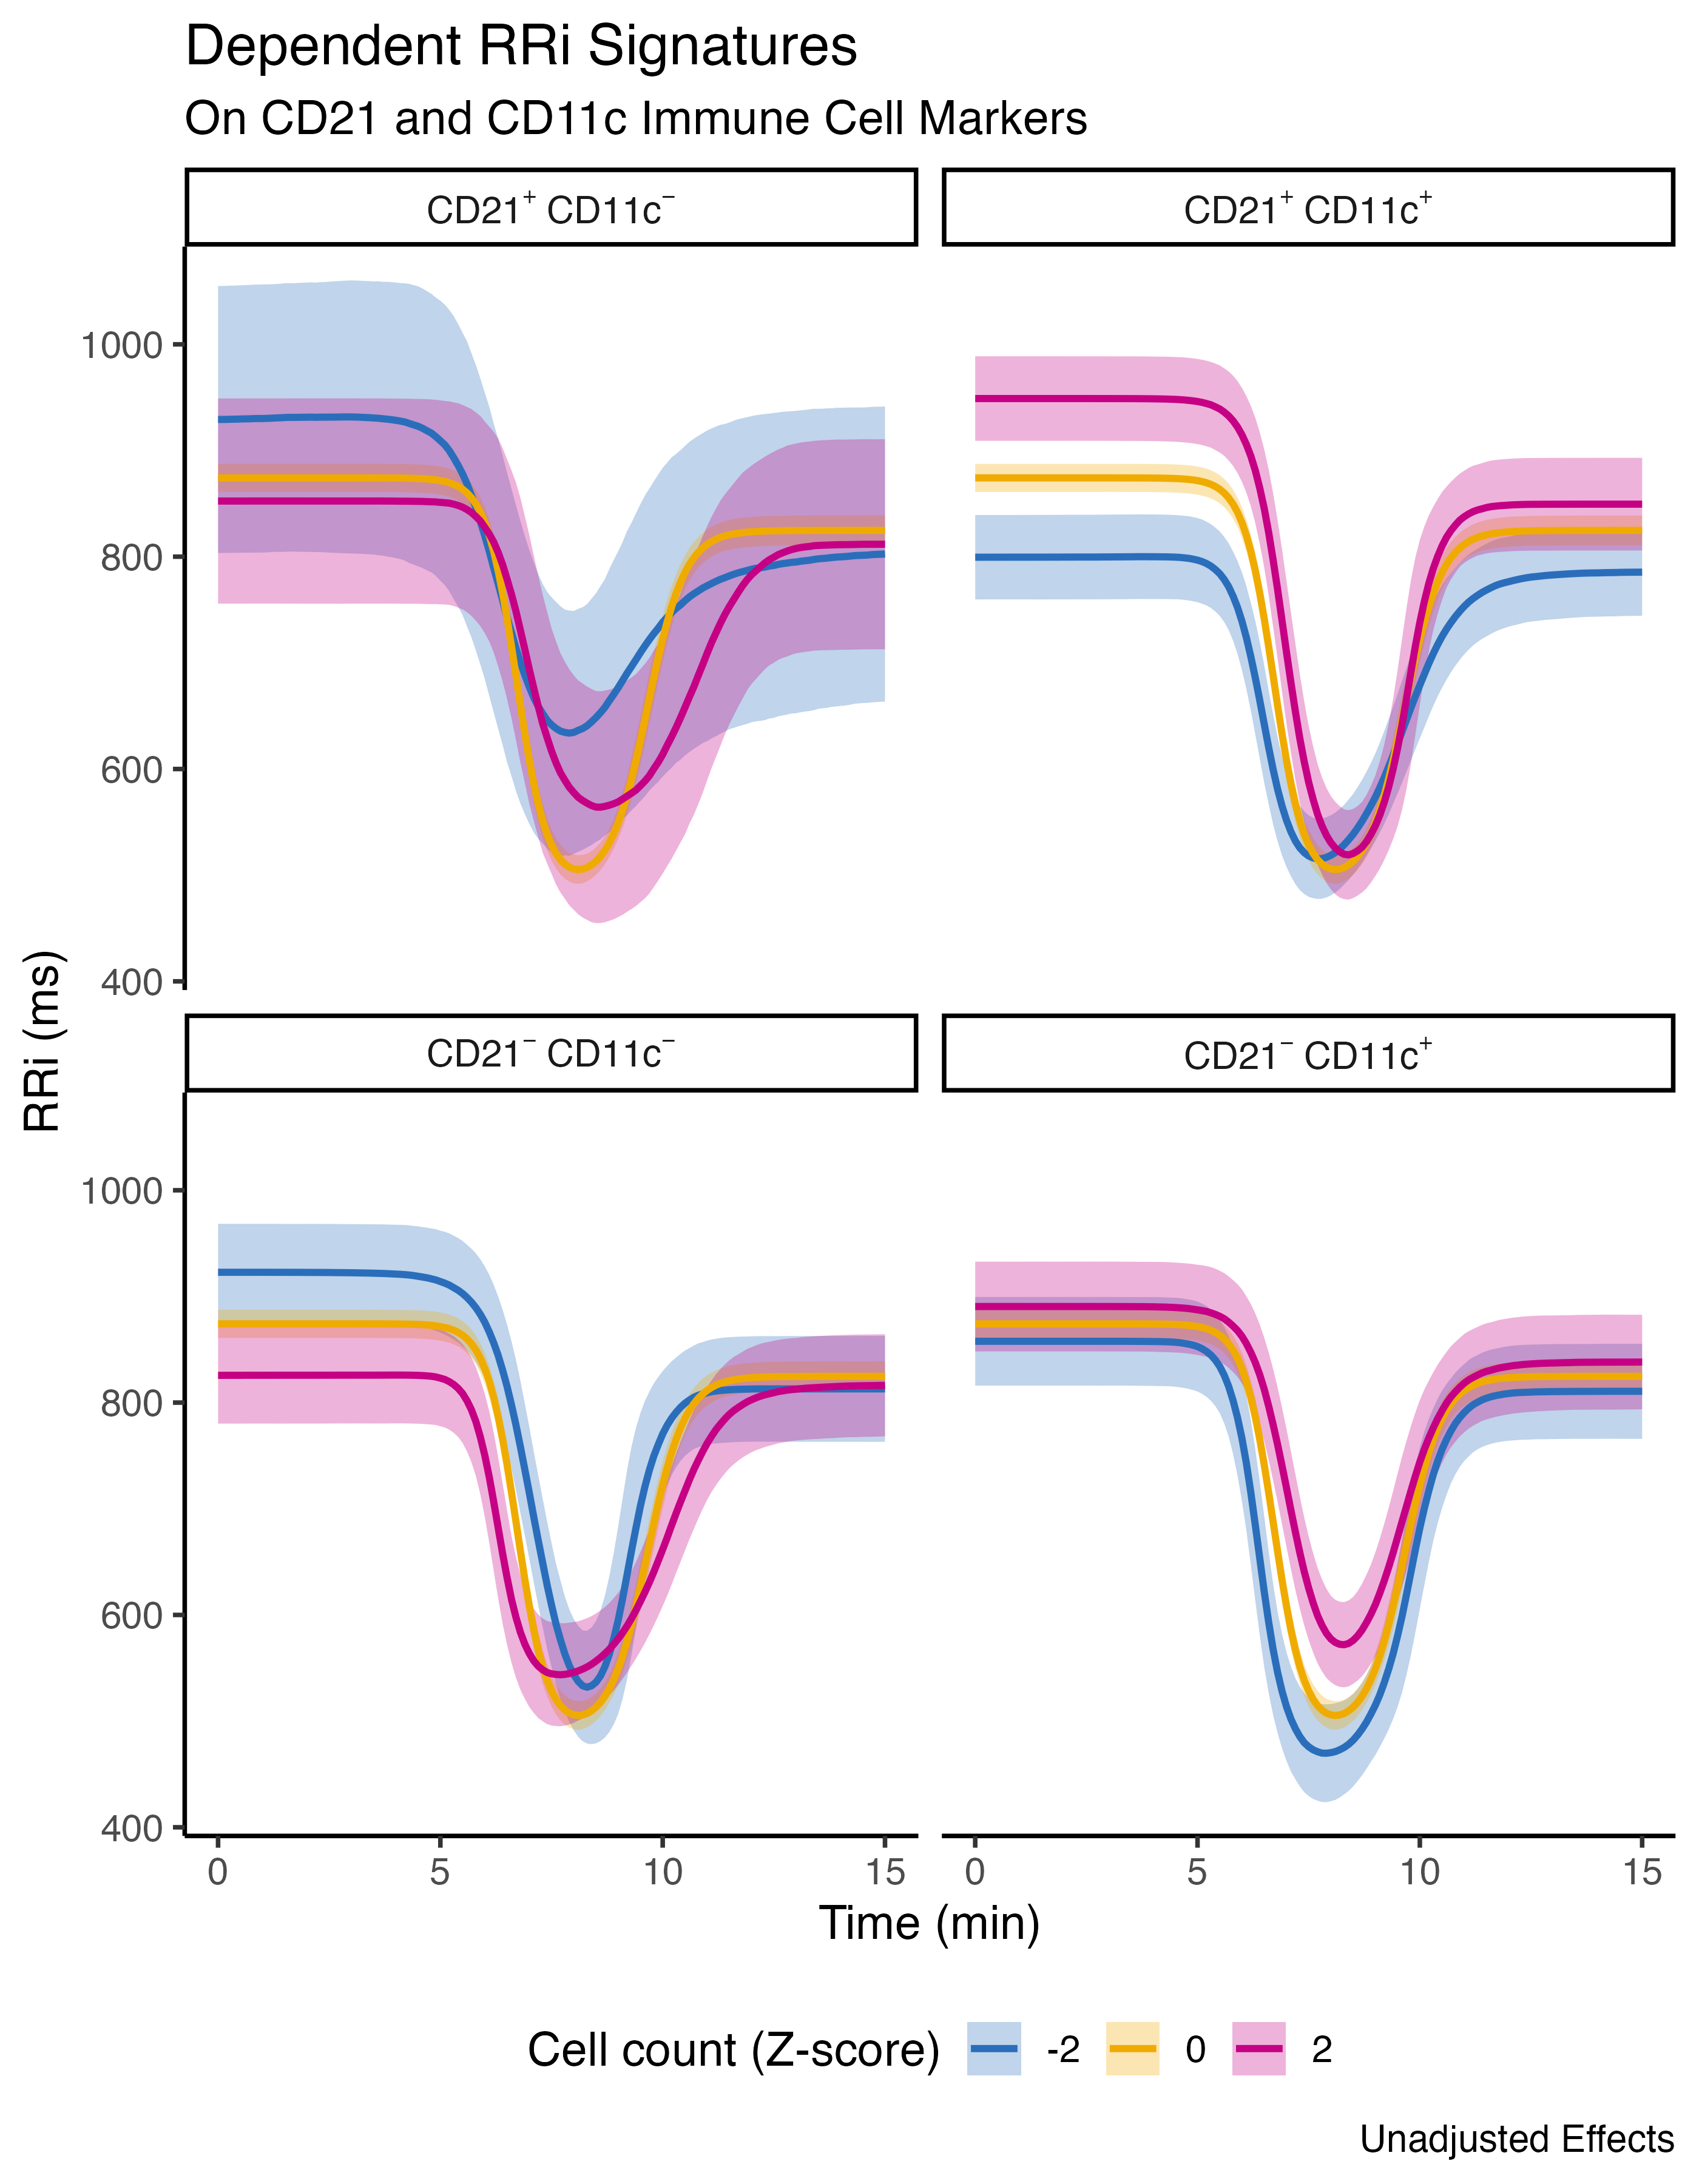 Dependent RRi Signatures
On CD21 and CD11c Immune Cell Markers
CD21⁺ CD11c⁻
CD21⁺ CD11c⁺
1000
800
600
400
RRi (ms)
CD21⁻ CD11c⁻
CD21⁻ CD11c⁺
1000
800
600
400
0 5 10 15 0 5 10 15
Time (min)
Cell count (Z-score) -2 0 2
Unadjusted Effects